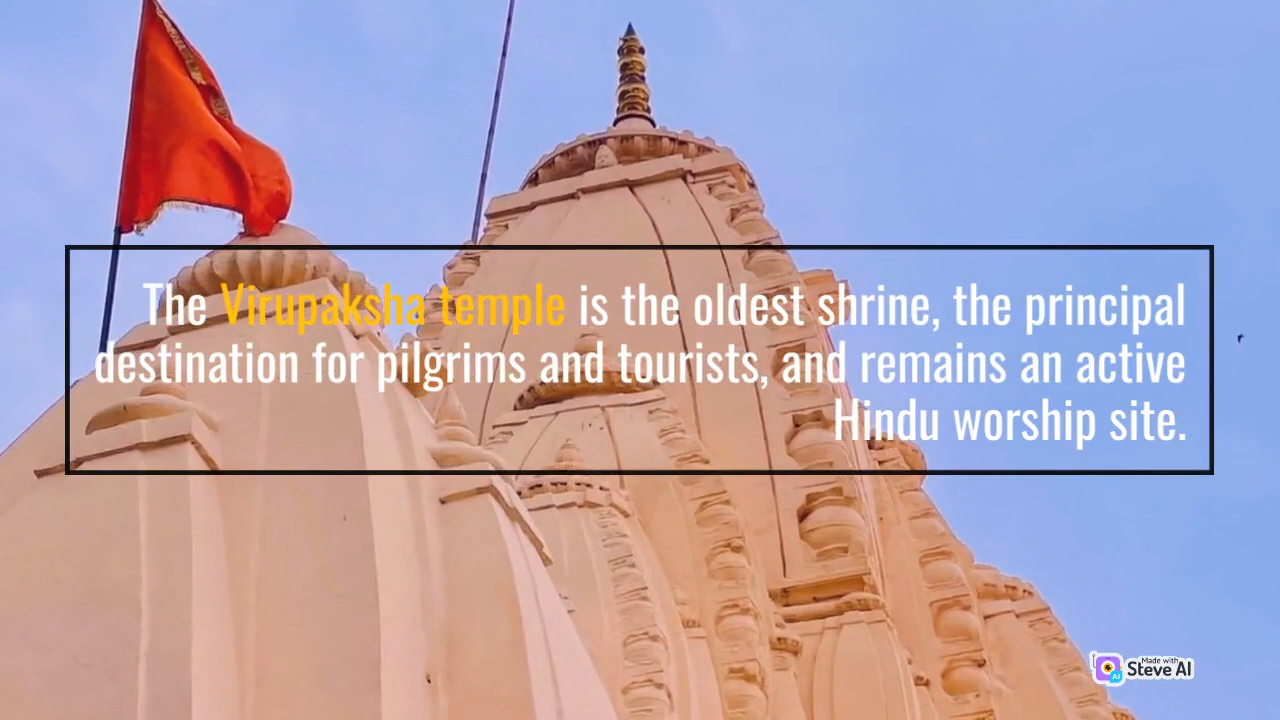 The Virupaksha temple is the oldest shrine, the principal
destination for pilgrims and tourists, and remains an active
Hindu worship site.
Made with
Steve AI
AI